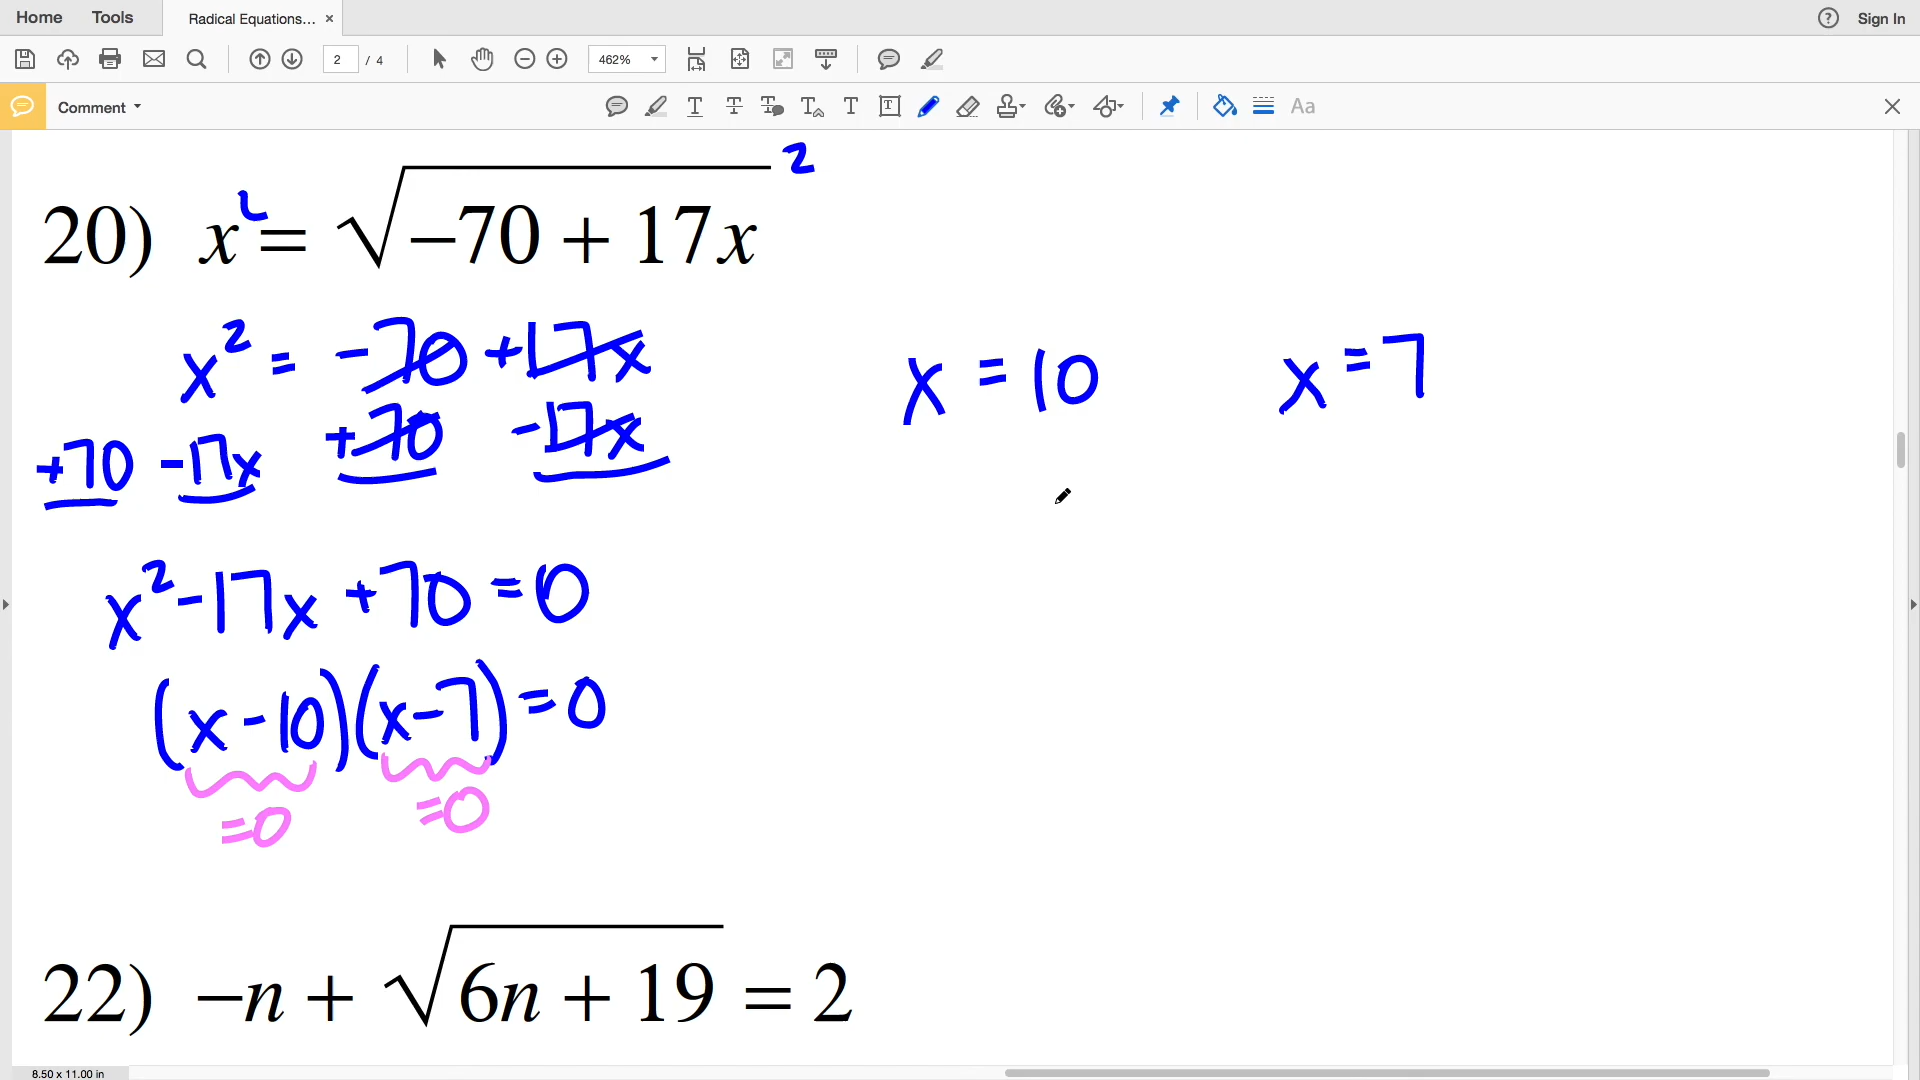 Home Tools Radical Equations... × ? Sign In
2 / 4 462%
Comment T T T T T T Aa
20) x² = √(-70 + 17x)²
x² = -70 +17x
+70 -17x +70 -17x
x² -17x +70 = 0
(x-10)(x-7) = 0
=0 =0
x = 10 x = 7
22) −n + √(6n + 19) = 2
8.50 x 11.00 in